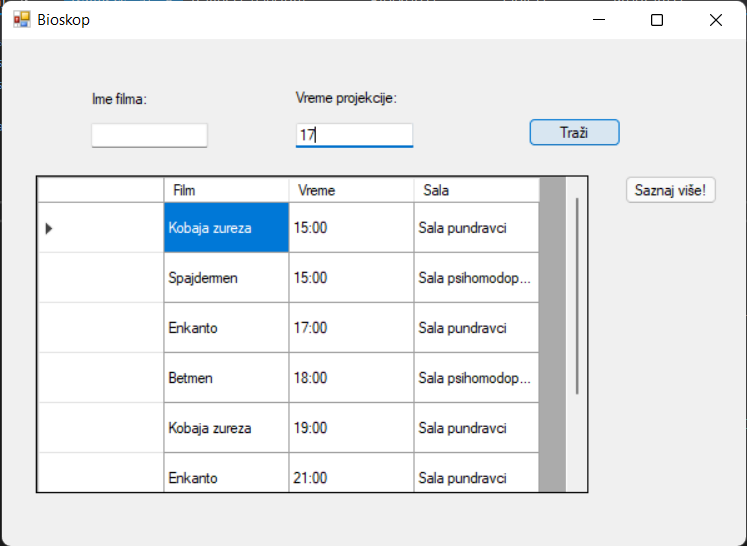 Bioskop
Ime filma:
Vreme projekcije:
17
Traži
Saznaj više!
Film Vreme Sala
Kobaja zureza 15:00 Sala pundravci
Spajdermen 15:00 Sala psihomodop...
Enkanto 17:00 Sala pundravci
Betmen 18:00 Sala psihomodop...
Kobaja zureza 19:00 Sala pundravci
Enkanto 21:00 Sala pundravci